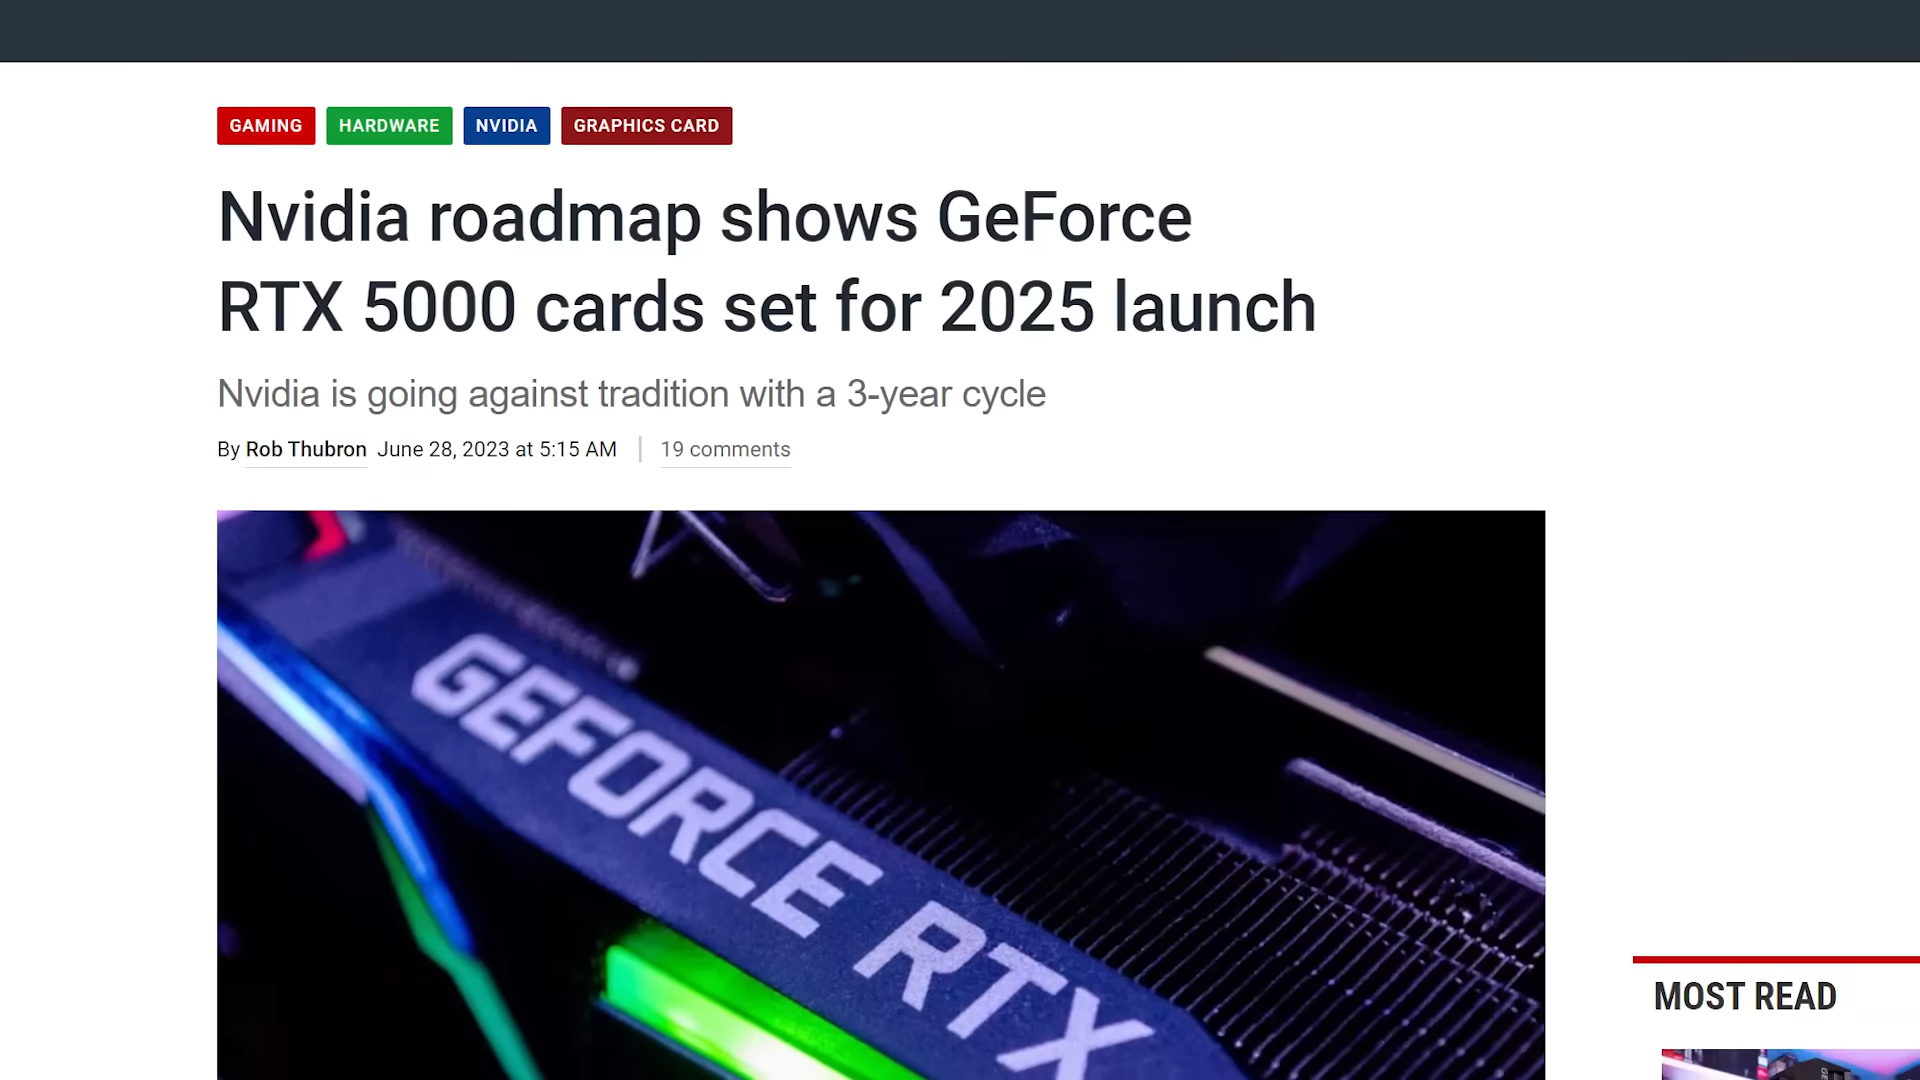 GAMING HARDWARE NVIDIA GRAPHICS CARD
Nvidia roadmap shows GeForce
RTX 5000 cards set for 2025 launch
Nvidia is going against tradition with a 3-year cycle
By Rob Thubron June 28, 2023 at 5:15 AM | 19 comments
GEFORCE RTX
MOST READ